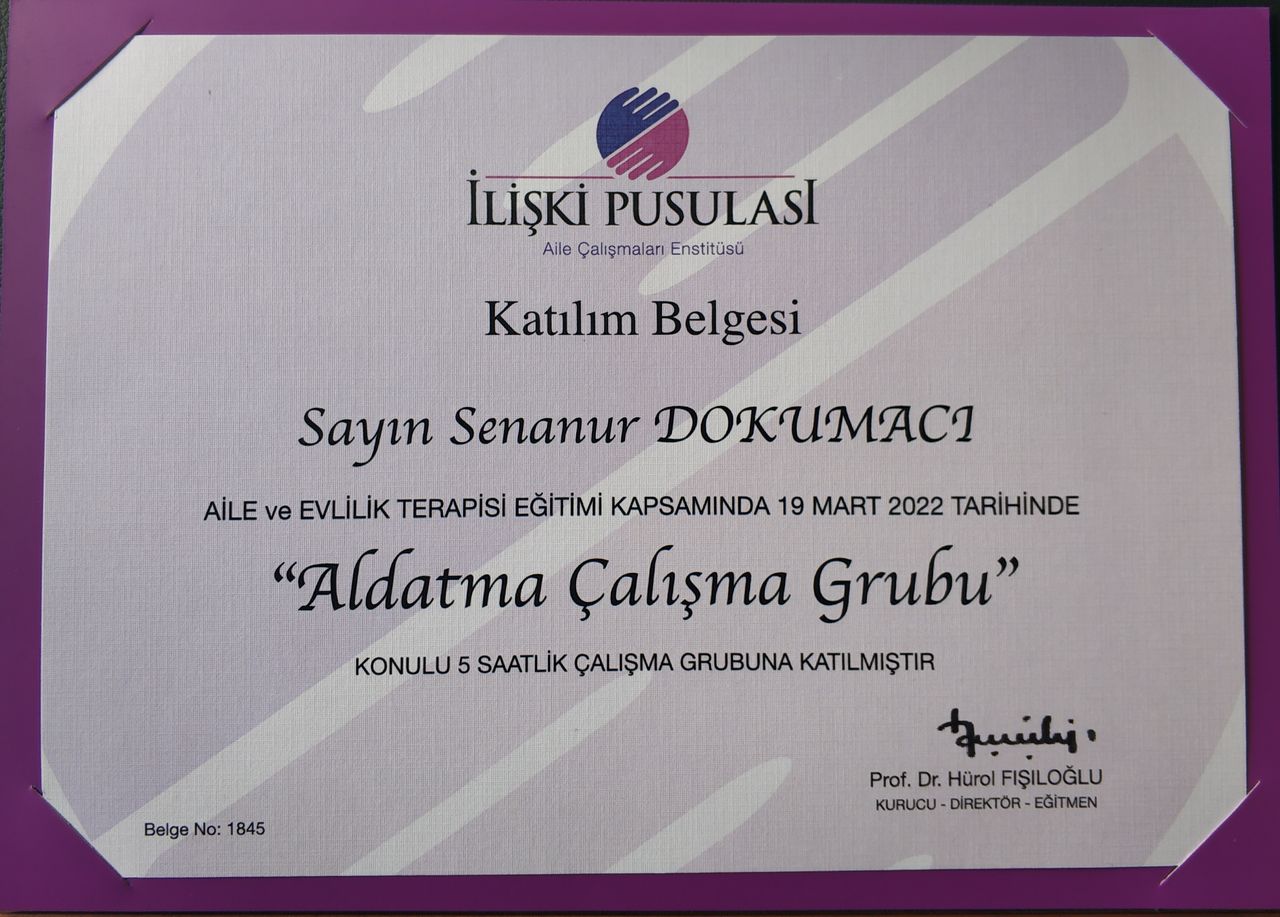 İLİŞKİ PUSULASI
Aile Çalışmaları Enstitüsü
Katılım Belgesi
Sayın Senanur DOKUMACI
AİLE ve EVLİLİK TERAPİSİ EĞİTİMİ KAPSAMINDA 19 MART 2022 TARİHİNDE
“Aldatma Çalışma Grubu”
KONULU 5 SAATLİK ÇALIŞMA GRUBUNA KATILMIŞTIR
Prof. Dr. Hürol FIŞILOĞLU
KURUCU - DİREKTÖR - EĞİTMEN
Belge No: 1845